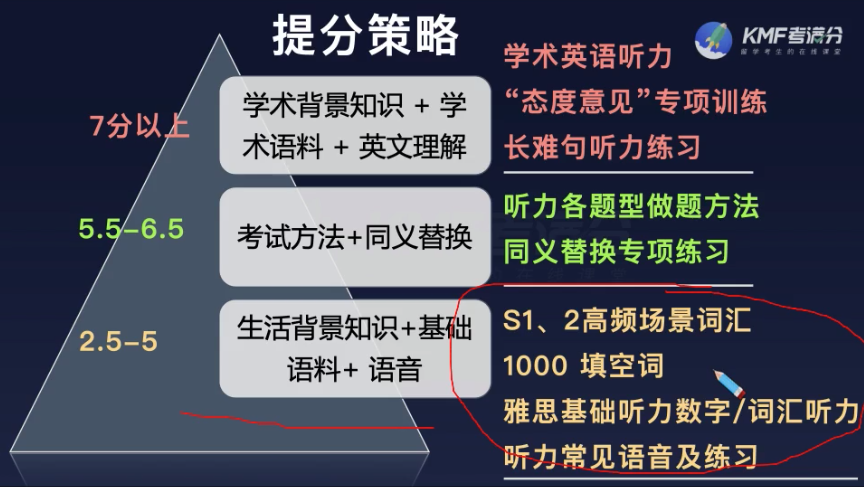 提分策略
KMF考满分
留学考生的在线课堂
7分以上
学术背景知识 + 学
术语料 + 英文理解
学术英语听力
“态度意见”专项训练
长难句听力练习
5.5-6.5
考试方法+同义替换
听力各题型做题方法
同义替换专项练习
2.5-5
生活背景知识+基础
语料+ 语音
S1、2高频场景词汇
1000 填空词
雅思基础听力数字/词汇听力
听力常见语音及练习